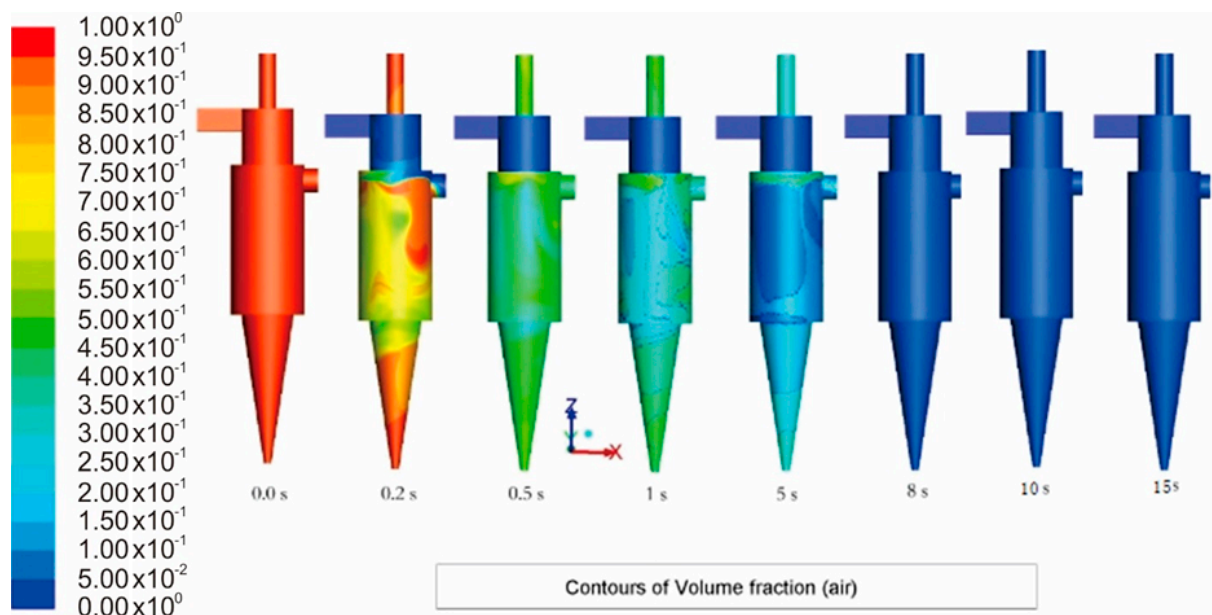 1.00x10⁰
9.50x10⁻¹
9.00x10⁻¹
8.50x10⁻¹
8.00x10⁻¹
7.50x10⁻¹
7.00x10⁻¹
6.50x10⁻¹
6.00x10⁻¹
5.50x10⁻¹
5.00x10⁻¹
4.50x10⁻¹
4.00x10⁻¹
3.50x10⁻¹
3.00x10⁻¹
2.50x10⁻¹
2.00x10⁻¹
1.50x10⁻¹
1.00x10⁻¹
5.00x10⁻²
0.00x10⁰
Z
Y
X
0.0 s 0.2 s 0.5 s 1 s 5 s 8 s 10 s 15s
Contours of Volume fraction (air)